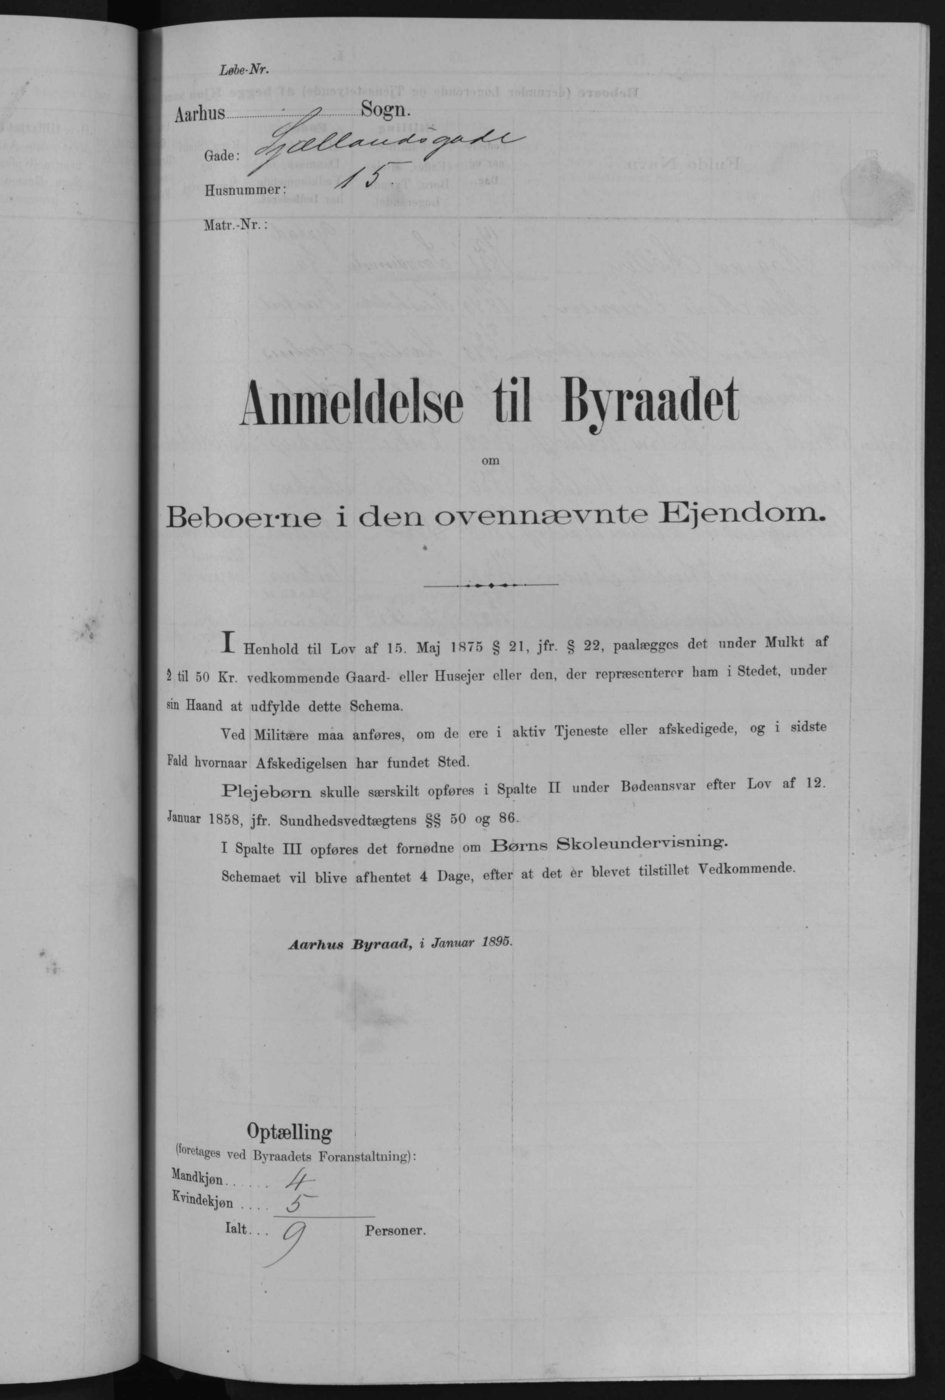 Løbe-Nr.
Aarhus Sogn.
Gade: Sjællandsgade
Husnummer: 15.
Matr.-Nr.:
Anmeldelse til Byraadet
om
Beboerne i den ovennævnte Ejendom.
I Henhold til Lov af 15. Maj 1875 § 21, jfr. § 22, paalægges det under Mulkt af
2 til 50 Kr. vedkommende Gaard- eller Husejer eller den, der repræsenterer ham i Stedet, under
sin Haand at udfylde dette Schema.
Ved Militære maa anføres, om de ere i aktiv Tjeneste eller afskedigede, og i sidste
Fald hvornaar Afskedigelsen har fundet Sted.
Plejebørn skulle særskilt opføres i Spalte II under Bødeansvar efter Lov af 12.
Januar 1858, jfr. Sundhedsvedtægtens §§ 50 og 86.
I Spalte III opføres det fornødne om Børns Skoleundervisning.
Schemaet vil blive afhentet 4 Dage, efter at det er blevet tilstillet Vedkommende.
Aarhus Byraad, i Januar 1895.
Optælling
(foretages ved Byraadets Foranstaltning):
Mandkjøn...... 4
Kvindekjøn .... 5
Ialt... 9 Personer.